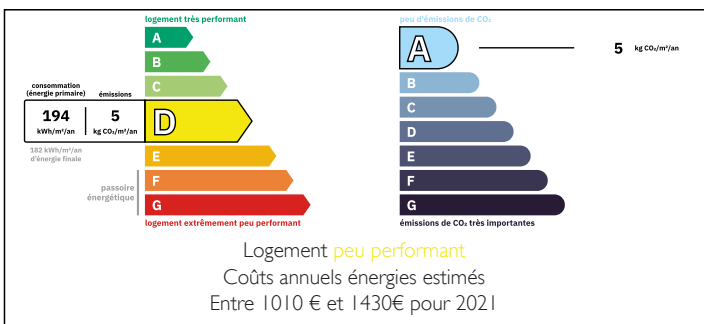 logement très performant
A
B
C
consommation
(énergie primaire)
émissions
194
kWh/m²/an
5
kg CO₂/m²/an
D
182 kWh/m²/an
d'énergie finale
E
passoire
énergétique
F
G
logement extrêmement peu performant
peu d'émissions de CO₂
A
5 kg CO₂/m²/an
B
C
D
E
F
G
émissions de CO₂ très importantes
Logement peu performant
Coûts annuels énergies estimés
Entre 1010 € et 1430€ pour 2021